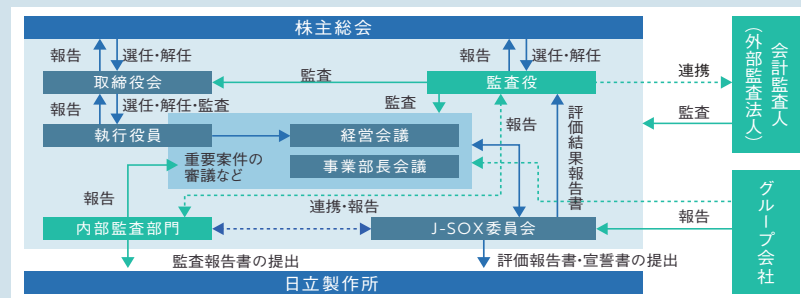 株主総会
報告
選任・解任
報告
選任・解任
取締役会
監査
監査役
連携
会計監査人
（外部監査法人）
報告
選任・解任・監査
監査
報告
評価結果報告書
監査
執行役員
経営会議
重要案件の
審議など
事業部長会議
報告
連携・報告
グループ会社
報告
内部監査部門
J-SOX委員会
監査報告書の提出
評価報告書・宣誓書の提出
日立製作所